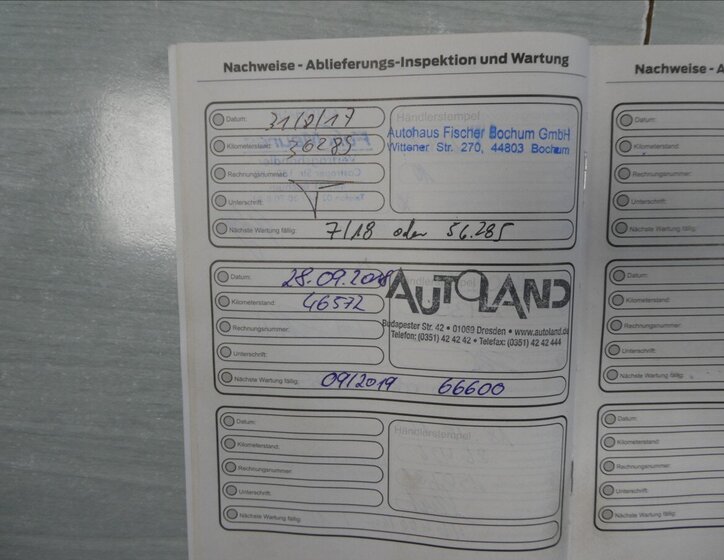 Nachweise - Ablieferungs-Inspektion und Wartung
Datum: 31/8/17
Kilometerstand: 36285
Rechnungsnummer:
Unterschrift:
Händlerstempel
Autohaus Fischer Bochum GmbH
Wittener Str. 270, 44803 Bochum
Nächste Wartung fällig: 7/18 oder 56.285
Datum: 28.09.2018
Kilometerstand: 46572
Rechnungsnummer:
Unterschrift:
AUTOLAND
Budapester Str. 42 • 01069 Dresden • www.autoland.de
Telefon: (0351) 42 42 42 • Telefax: (0351) 42 42 444
Nächste Wartung fällig: 09/2019 66600
Datum:
Kilometerstand:
Rechnungsnummer:
Unterschrift:
Händlerstempel
Nächste Wartung fällig:
Nachweise - A
Datum:
Kilometerstand:
Rechnungsnummer:
Unterschrift:
Nächste Wartung fällig:
Datum:
Kilometerstand:
Rechnungsnummer:
Unterschrift:
Nächste Wartung fällig:
Datum:
Kilometerstand:
Rechnungsnummer:
Unterschrift:
Nächste Wartung fällig: